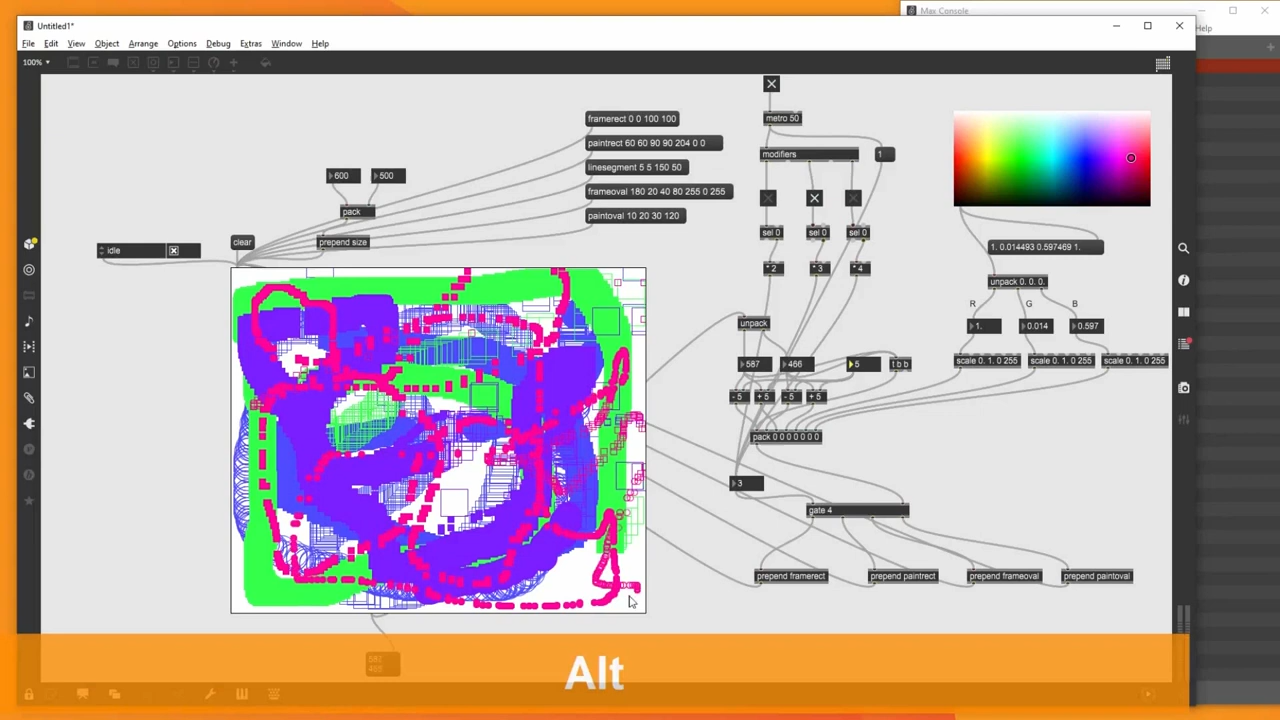 Max Console
Untitled1*
File Edit View Object Arrange Options Debug Extras Window Help
Help
100%
framerect 0 0 100 100
metro 50
paintrect 60 60 90 90 204 0 0
modifiers
1
linesegment 5 5 150 50
600
500
frameoval 180 20 40 80 255 0 255
pack
paintoval 10 20 30 120
clear
prepend size
sel 0
sel 0
sel 0
idle
1. 0.014493 0.597469 1.
* 2
* 3
* 4
unpack 0. 0. 0.
R
G
B
unpack
1.
0.014
0.597
587
466
5
t b b
scale 0. 1. 0 255
scale 0. 1. 0 255
scale 0. 1. 0 255
- 5
+ 5
- 5
+ 5
pack 0 0 0 0 0 0 0
3
gate 4
prepend framerect
prepend paintrect
prepend frameoval
prepend paintoval
Alt